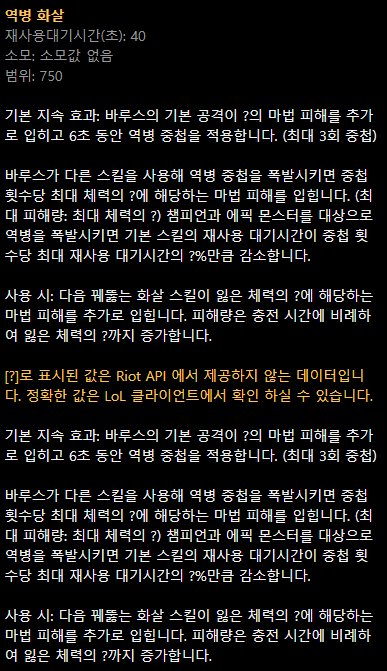 역병 화살
재사용대기시간(초): 40
소모: 소모값 없음
범위: 750
기본 지속 효과: 바루스의 기본 공격이 ?의 마법 피해를 추가
로 입히고 6초 동안 역병 중첩을 적용합니다. (최대 3회 중첩)
바루스가 다른 스킬을 사용해 역병 중첩을 폭발시키면 중첩
횟수당 최대 체력의 ?에 해당하는 마법 피해를 입힙니다. (최
대 피해량: 최대 체력의 ?) 챔피언과 에픽 몬스터를 대상으로
역병을 폭발시키면 기본 스킬의 재사용 대기시간이 중첩 횟
수당 최대 재사용 대기시간의 ?%만큼 감소합니다.
사용 시: 다음 꿰뚫는 화살 스킬이 잃은 체력의 ?에 해당하는
마법 피해를 추가로 입힙니다. 피해량은 충전 시간에 비례하
여 잃은 체력의 ?까지 증가합니다.
[?]로 표시된 값은 Riot API 에서 제공하지 않는 데이터입니
다. 정확한 값은 LoL 클라이언트에서 확인 하실 수 있습니다.
기본 지속 효과: 바루스의 기본 공격이 ?의 마법 피해를 추가
로 입히고 6초 동안 역병 중첩을 적용합니다. (최대 3회 중첩)
바루스가 다른 스킬을 사용해 역병 중첩을 폭발시키면 중첩
횟수당 최대 체력의 ?에 해당하는 마법 피해를 입힙니다. (최
대 피해량: 최대 체력의 ?) 챔피언과 에픽 몬스터를 대상으로
역병을 폭발시키면 기본 스킬의 재사용 대기시간이 중첩 횟
수당 최대 재사용 대기시간의 ?%만큼 감소합니다.
사용 시: 다음 꿰뚫는 화살 스킬이 잃은 체력의 ?에 해당하는
마법 피해를 추가로 입힙니다. 피해량은 충전 시간에 비례하
여 잃은 체력의 ?까지 증가합니다.